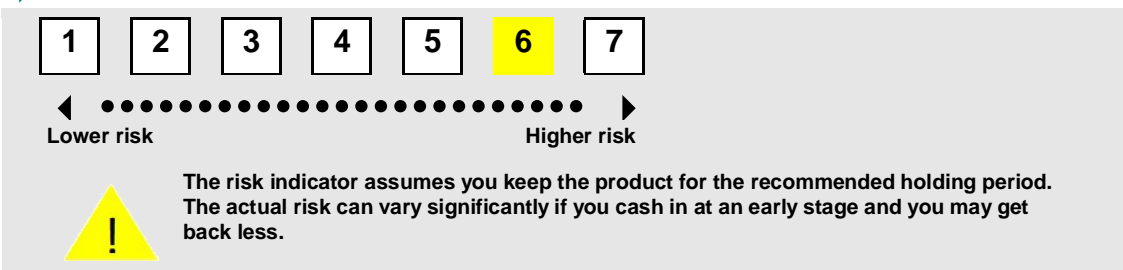 1 2 3 4 5 6 7
Lower risk Higher risk
The risk indicator assumes you keep the product for the recommended holding period.
The actual risk can vary significantly if you cash in at an early stage and you may get
back less.
!